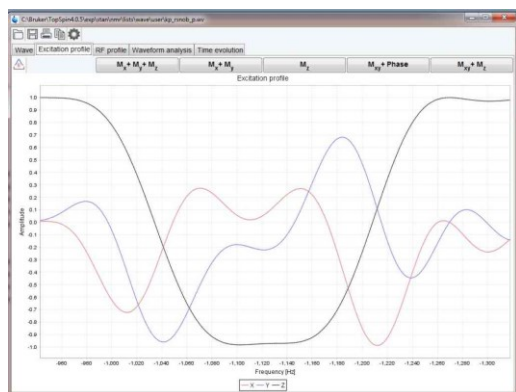 C:\Bruker\TopSpin4.0.5\exp\stan\nmr\lists\wave\user\kp_nmob_p.wv
Wave Excitation profile RF profile Waveform analysis Time evolution
Mx + My + Mz Mx + My Mz Mxy + Phase Mxy + Mz
Excitation profile
Amplitude
1.0
0.9
0.8
0.7
0.6
0.5
0.4
0.3
0.2
0.1
0.0
-0.1
-0.2
-0.3
-0.4
-0.5
-0.6
-0.7
-0.8
-0.9
-1.0
-960 -980 -1,000 -1,020 -1,040 -1,060 -1,080 -1,100 -1,120 -1,140 -1,160 -1,180 -1,200 -1,220 -1,240 -1,260 -1,280 -1,300
Frequency [Hz]
X Y Z